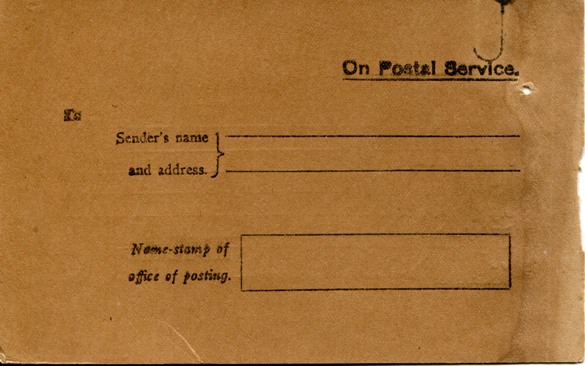 On Postal Service.
To
Sender's name
and address.
Name-stamp of
office of posting.